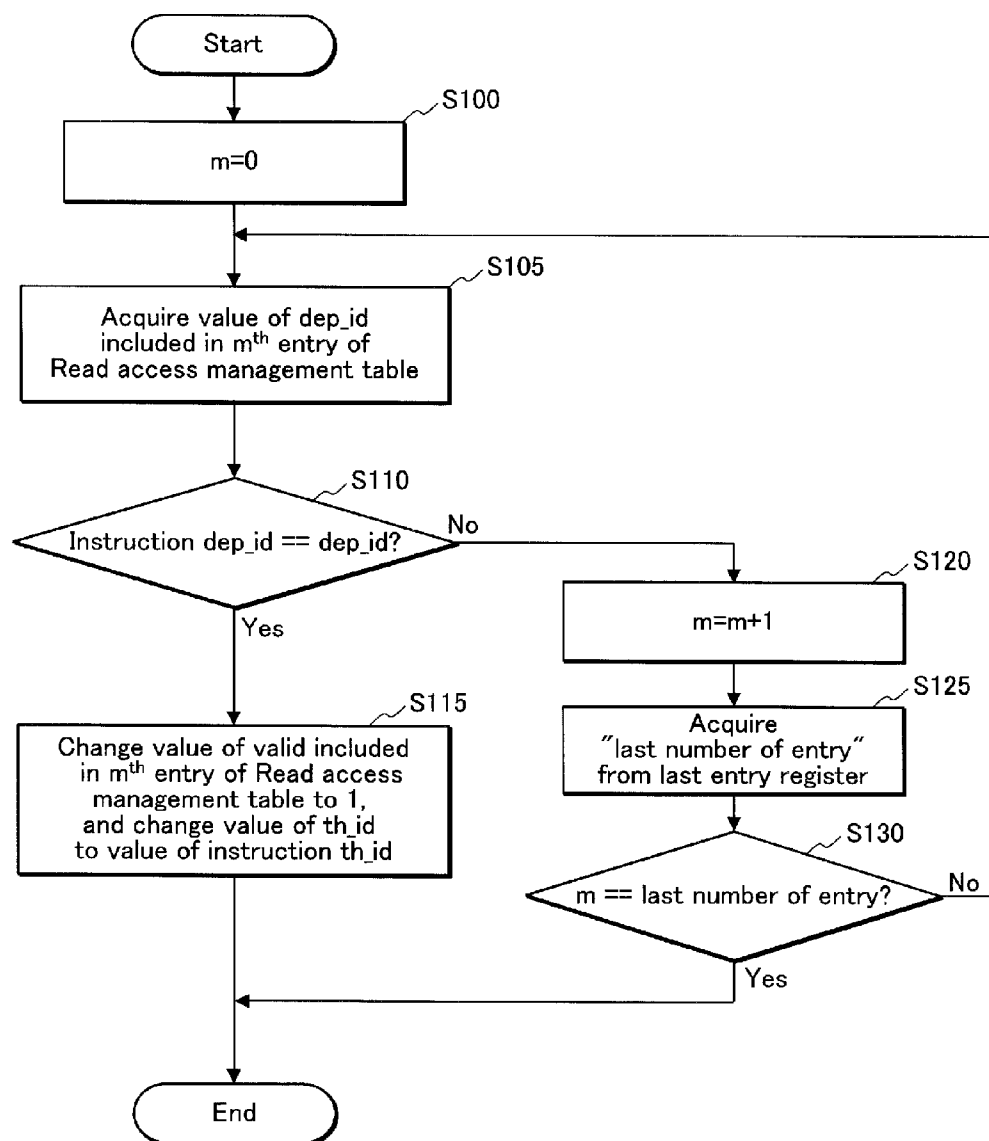 Start
S100
m=0
S105
Acquire value of dep_id
included in mth entry of
Read access management table
S110
Instruction dep_id == dep_id?
No
Yes
S120
m=m+1
S115
Change value of valid included
in mth entry of Read access
management table to 1,
and change value of th_id
to value of instruction th_id
S125
Acquire
"last number of entry"
from last entry register
S130
m == last number of entry?
No
Yes
End